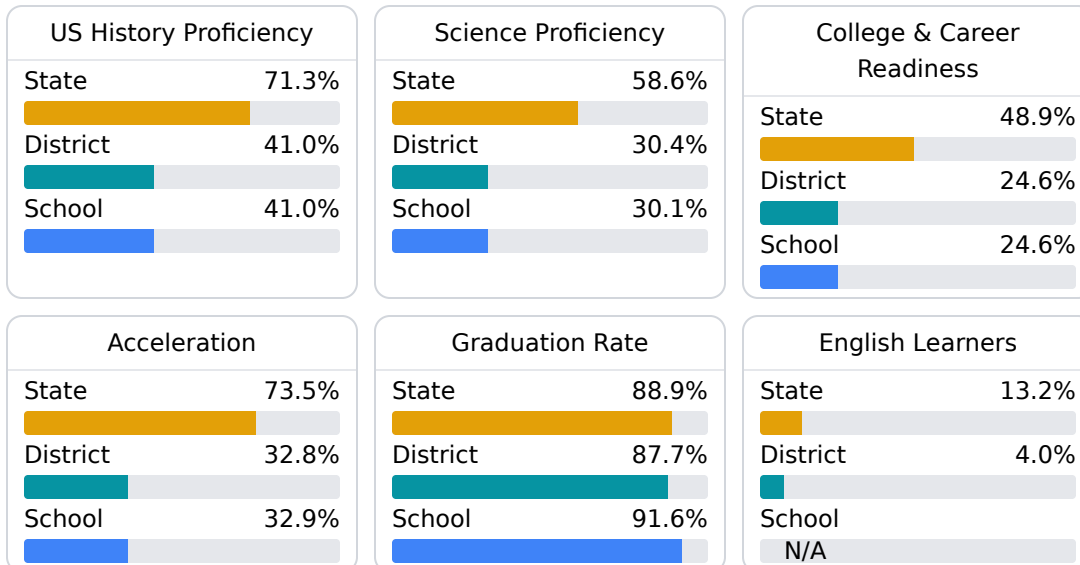 US History Proficiency
State 71.3%
District 41.0%
School 41.0%
Science Proficiency
State 58.6%
District 30.4%
School 30.1%
College & Career
Readiness
State 48.9%
District 24.6%
School 24.6%
Acceleration
State 73.5%
District 32.8%
School 32.9%
Graduation Rate
State 88.9%
District 87.7%
School 91.6%
English Learners
State 13.2%
District 4.0%
School
N/A